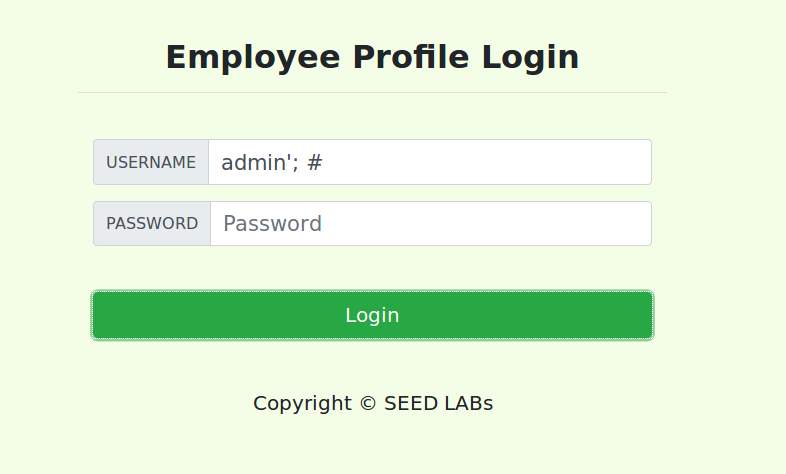 Employee Profile Login
USERNAME admin'; #
PASSWORD Password
Login
Copyright © SEED LABs